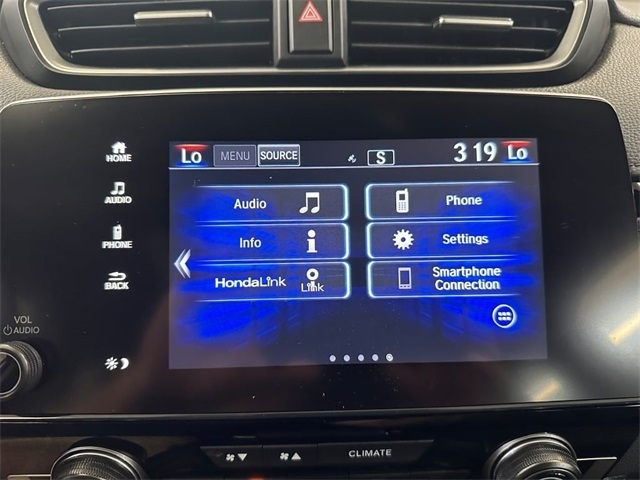 HOME
AUDIO
PHONE
BACK
VOL
AUDIO
Lo MENU SOURCE S 3 19 Lo
Audio Phone
Info Settings
HondaLink Link Smartphone
Connection
CLIMATE